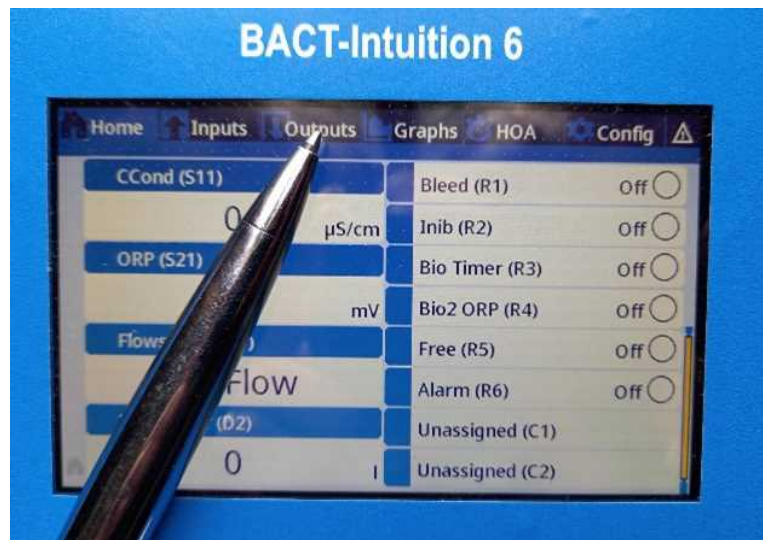 BACT-Intuition 6
Home Inputs Outputs Graphs HOA Config
CCond (S11)
0 µS/cm
ORP (S21)
mV
Flow
(D2)
0 l
Bleed (R1) Off
Inib (R2) Off
Bio Timer (R3) Off
Bio2 ORP (R4) Off
Free (R5) Off
Alarm (R6) Off
Unassigned (C1)
Unassigned (C2)